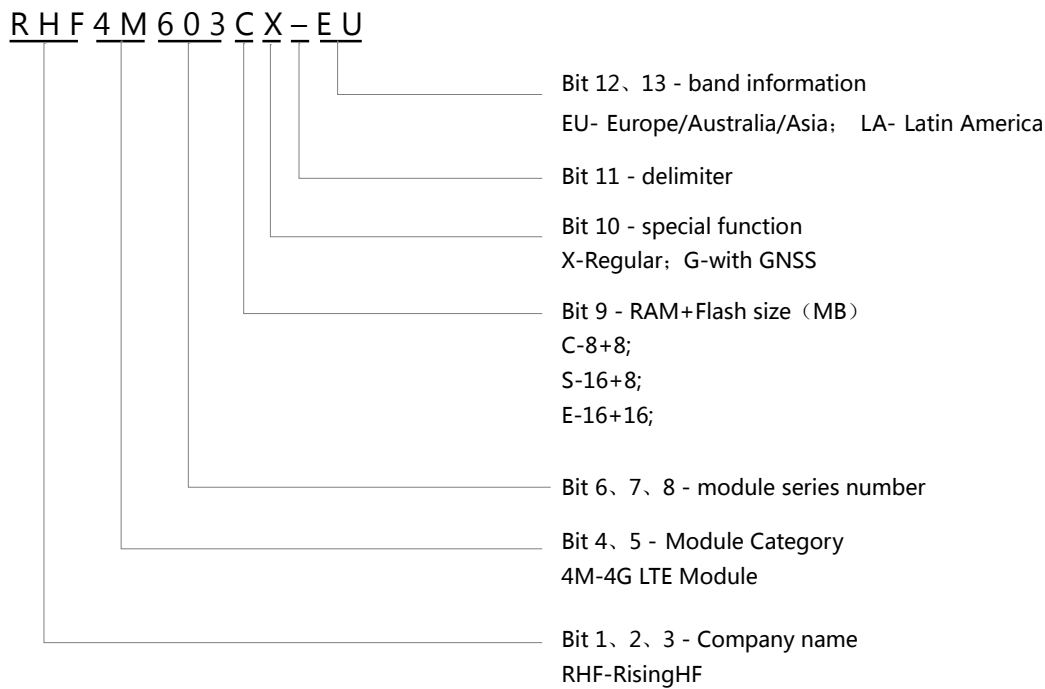 RHF4M603CX–EU
Bit 12、13 - band information
EU- Europe/Australia/Asia； LA- Latin America
Bit 11 - delimiter
Bit 10 - special function
X-Regular；G-with GNSS
Bit 9 - RAM+Flash size（MB）
C-8+8;
S-16+8;
E-16+16;
Bit 6、7、8 - module series number
Bit 4、5 - Module Category
4M-4G LTE Module
Bit 1、2、3 - Company name
RHF-RisingHF